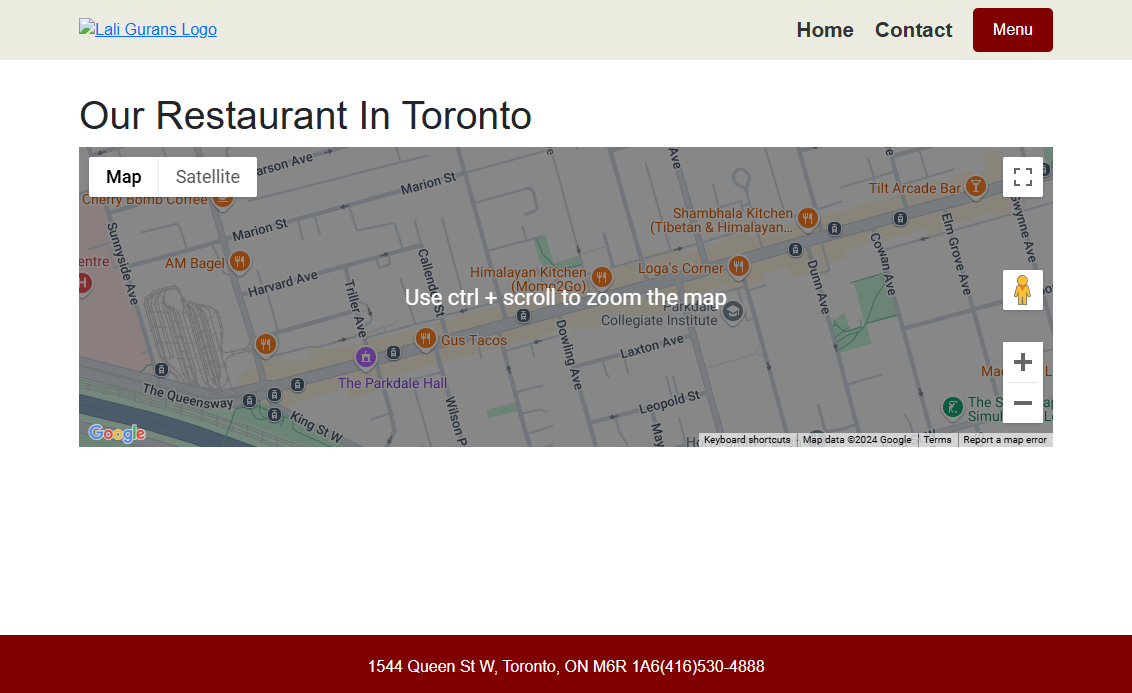 Lali Gurans Logo
Home Contact Menu
Our Restaurant In Toronto
Map Satellite
arson Ave
Ave
Marion St
Tilt Arcade Bar
Cherry Bomb Coffee
Shambhala Kitchen
(Tibetan & Himalayan...
Gwynne Ave
Marion St
Sunnyside Ave
Elm Grove Ave
Cowan Ave
entre
AM Bagel
Harvard Ave
Callender St
Himalayan Kitchen
(Momo2Go)
Loga's Corner
Dunn Ave
Triller Ave
Use ctrl + scroll to zoom the map
Parkdale
Collegiate Institute
Gus Tacos
Dowling Ave
Laxton Ave
The Parkdale Hall
The Queensway
King St W
Wilson P
Leopold St
May
Google
Keyboard shortcuts Map data ©2024 Google Terms Report a map error
1544 Queen St W, Toronto, ON M6R 1A6(416)530-4888